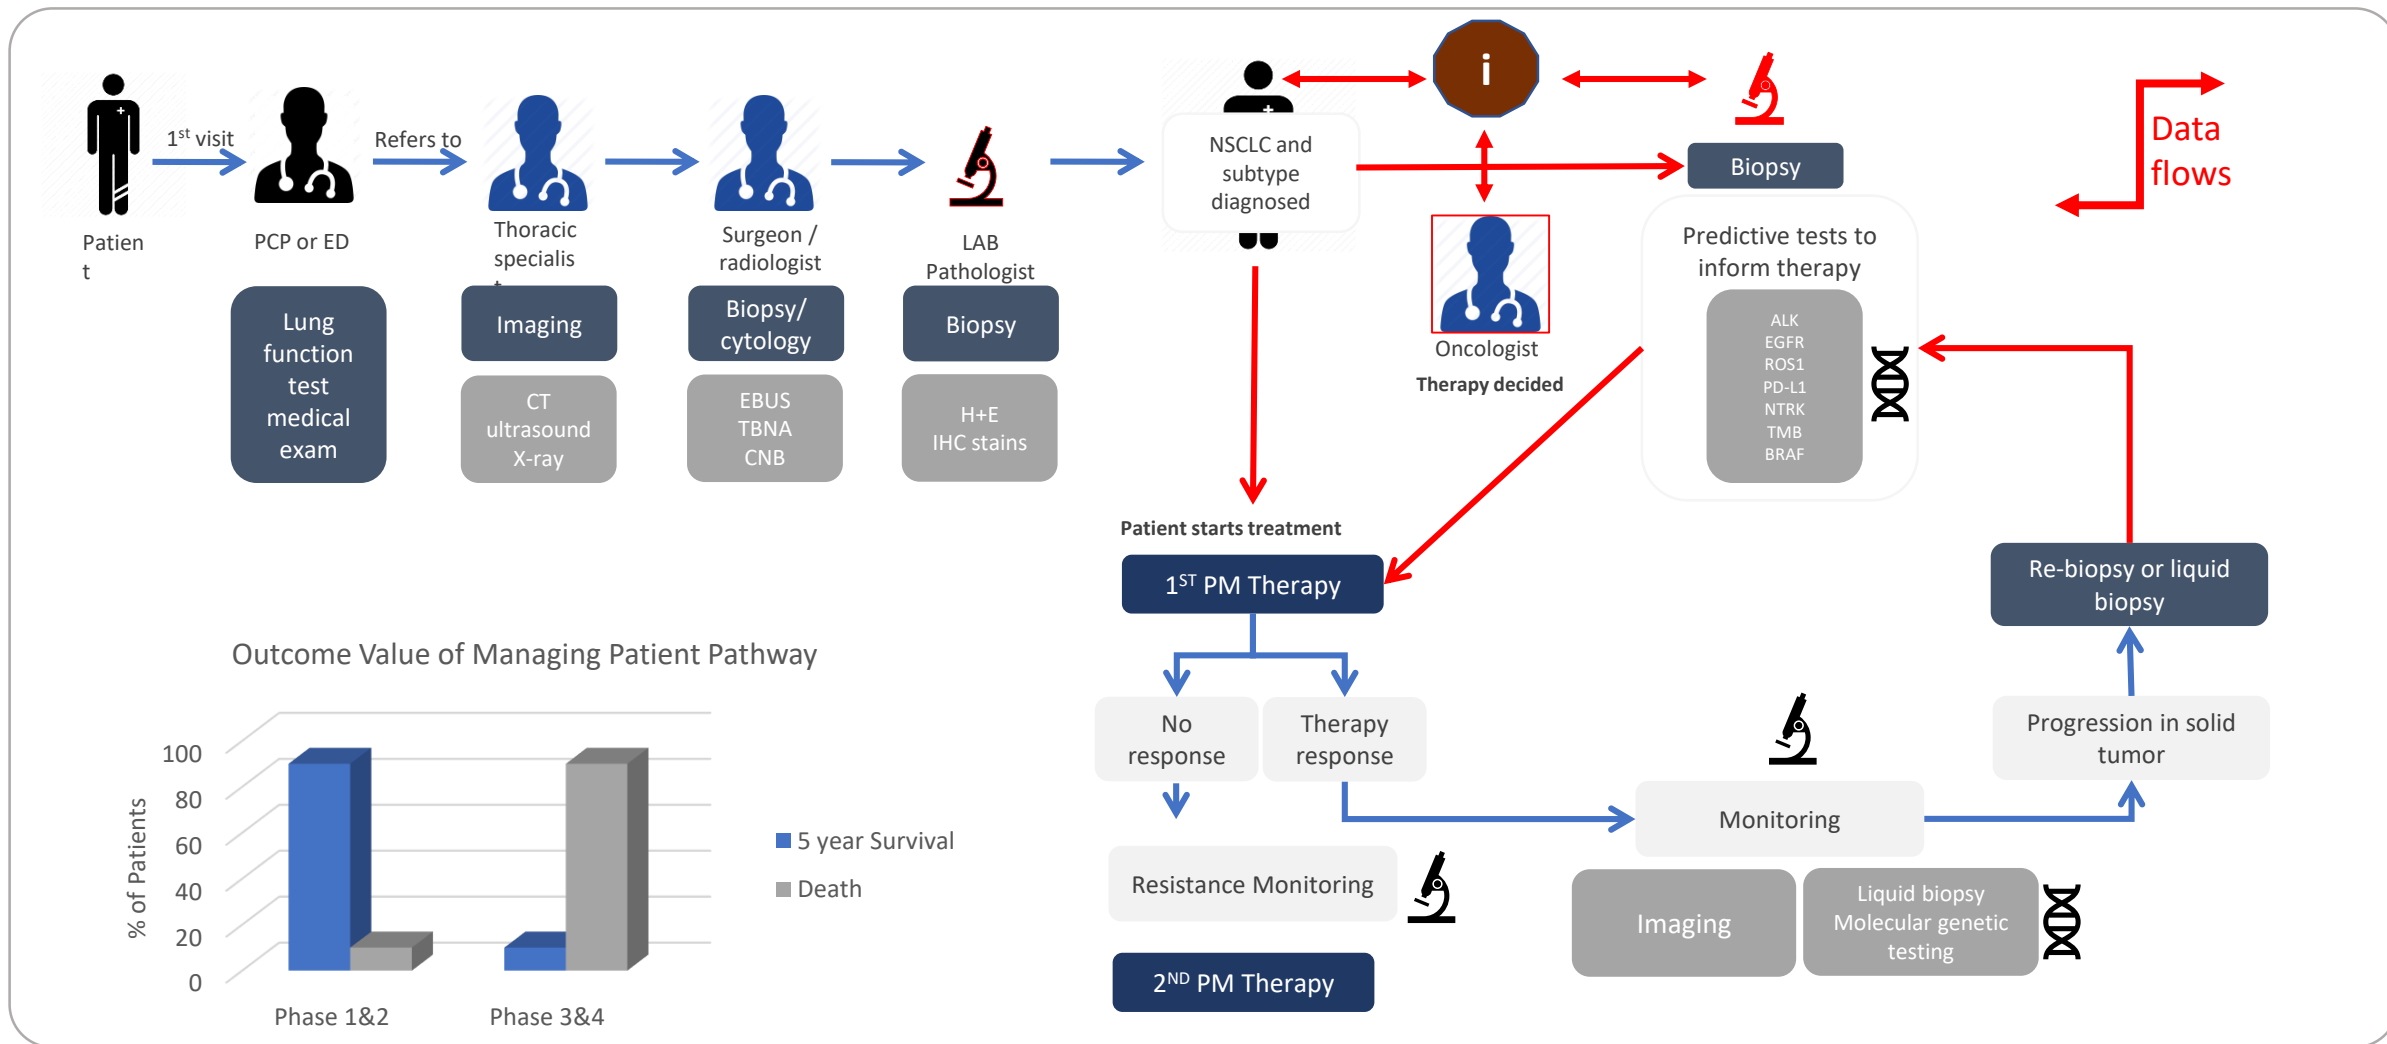 Patien
t
1st visit
PCP or ED
Lung
function
test
medical
exam
Refers to
Thoracic
specialis
t
Imaging
CT
ultrasound
X-ray
Surgeon /
radiologist
Biopsy/
cytology
EBUS
TBNA
CNB
LAB
Pathologist
Biopsy
H+E
IHC stains
NSCLC and
subtype
diagnosed
i
Oncologist
Therapy decided
Biopsy
Predictive tests to
inform therapy
ALK
EGFR
ROS1
PD-L1
NTRK
TMB
BRAF
Data
flows
Patient starts treatment
1ST PM Therapy
No
response
Therapy
response
Resistance Monitoring
2ND PM Therapy
Monitoring
Imaging
Liquid biopsy
Molecular genetic
testing
Progression in solid
tumor
Re-biopsy or liquid
biopsy
Outcome Value of Managing Patient Pathway
% of Patients
100
80
60
40
20
0
Phase 1&2
Phase 3&4
5 year Survival
Death